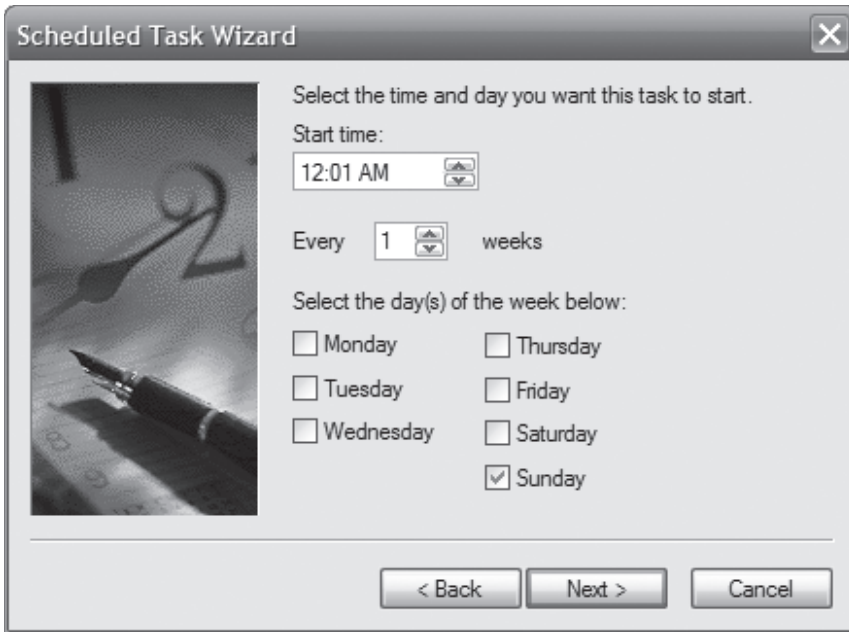 Scheduled Task Wizard
Select the time and day you want this task to start.
Start time:
12:01 AM
Every 1 weeks
Select the day(s) of the week below:
Monday
Thursday
Tuesday
Friday
Wednesday
Saturday
Sunday
< Back
Next >
Cancel
2